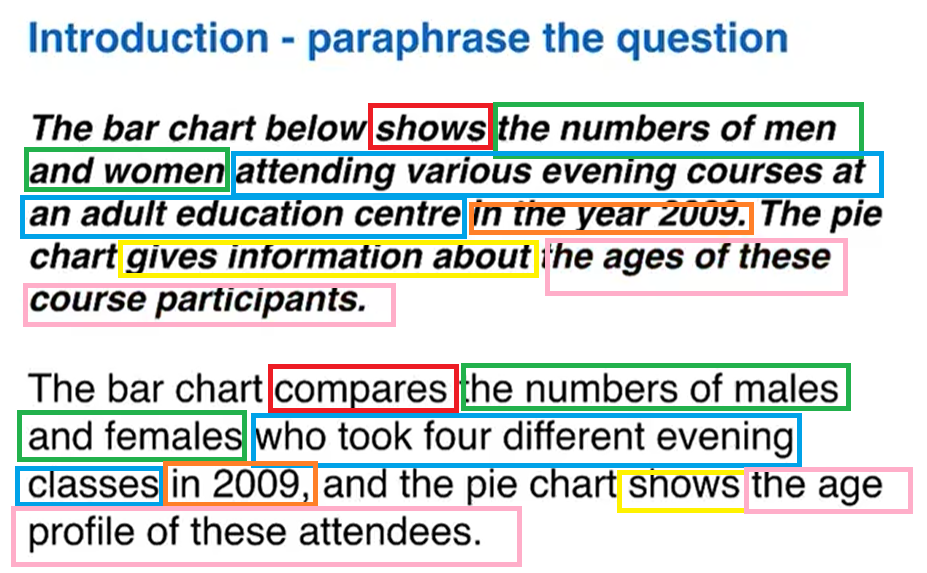 Introduction - paraphrase the question
The bar chart below shows the numbers of men
and women attending various evening courses at
an adult education centre in the year 2009. The pie
chart gives information about the ages of these
course participants.
The bar chart compares the numbers of males
and females who took four different evening
classes in 2009, and the pie chart shows the age
profile of these attendees.